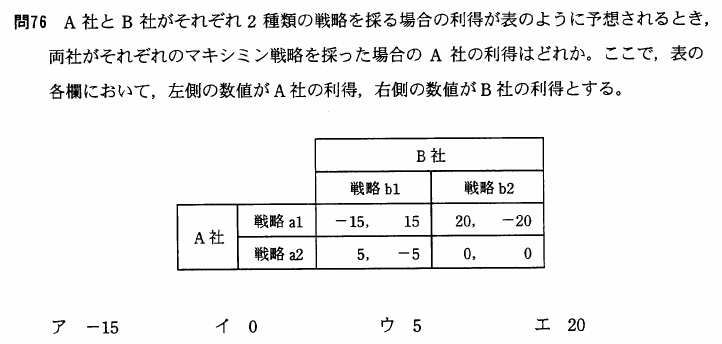 問76 A社とB社がそれぞれ2種類の戦略を採る場合の利得が表のように予想されるとき，
両社がそれぞれのマキシミン戦略を採った場合のA社の利得はどれか。ここで，表の
各欄において，左側の数値がA社の利得，右側の数値がB社の利得とする。
B社
戦略b1 戦略b2
A社
戦略a1 −15, 15 20, −20
戦略a2 5, −5 0, 0
ア −15 イ 0 ウ 5 エ 20